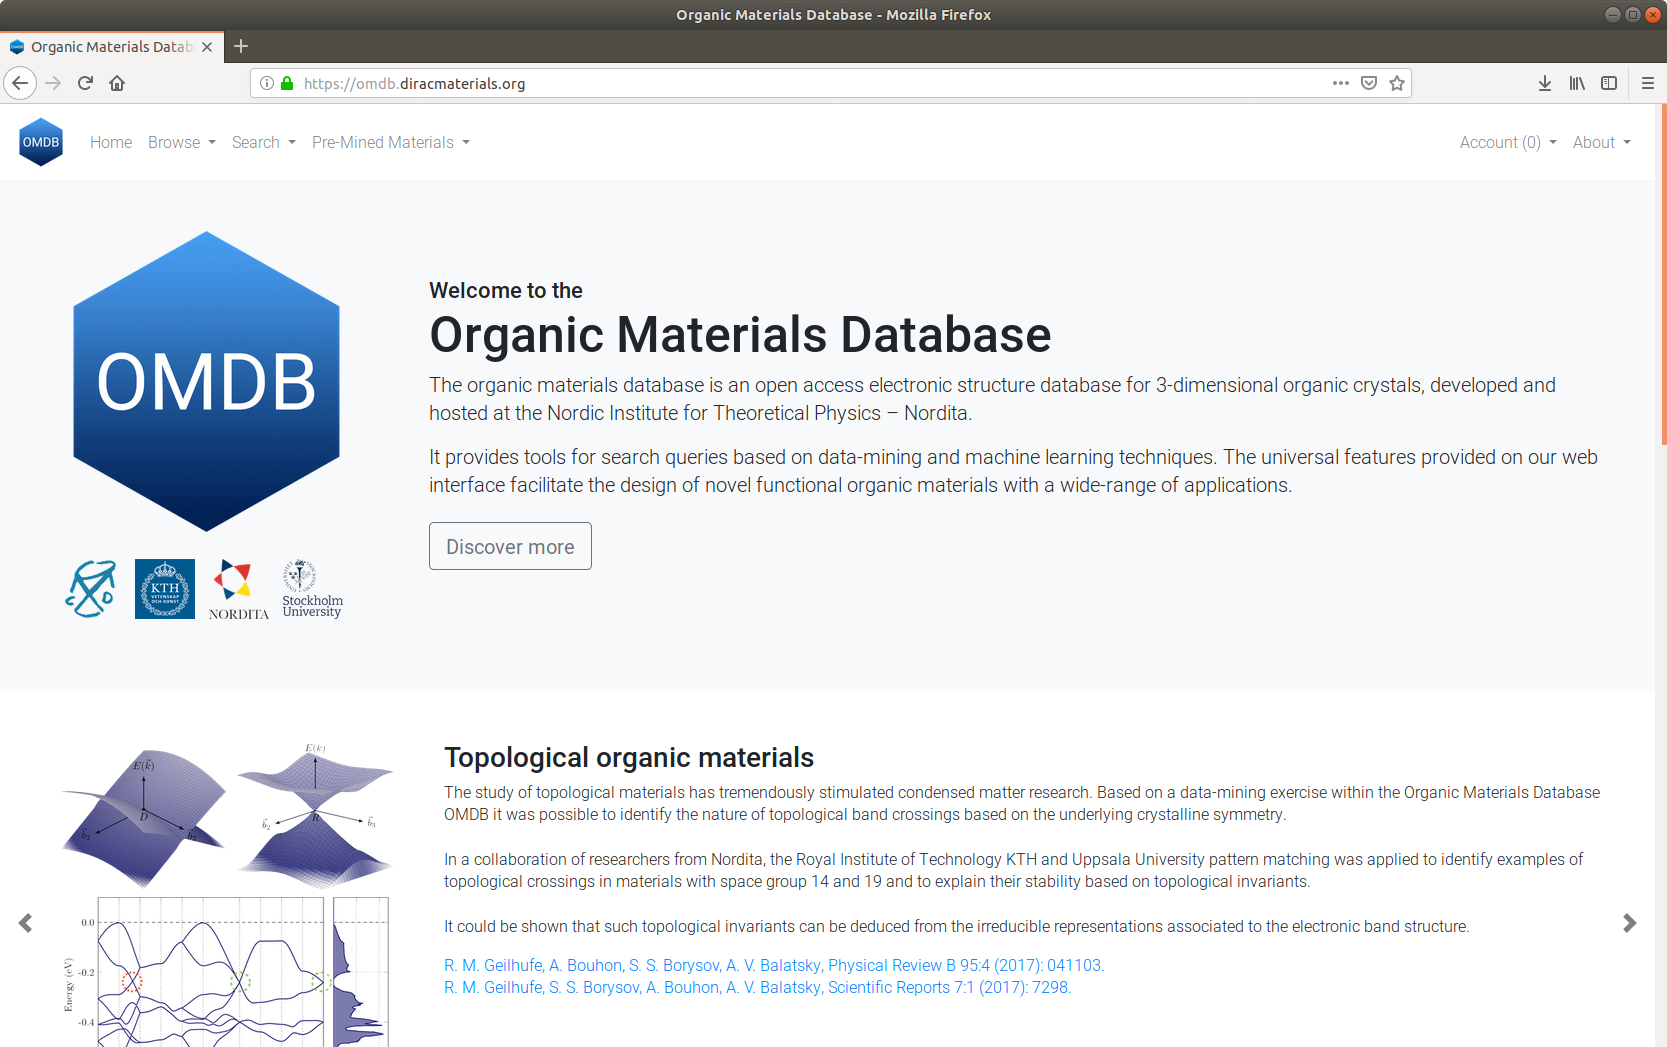 Organic Materials Database - Mozilla Firefox
Organic Materials Datab
https://omdb.diracmaterials.org
OMDB
Home Browse Search Pre-Mined Materials Account (0) About
OMDB
Welcome to the
Organic Materials Database
The organic materials database is an open access electronic structure database for 3-dimensional organic crystals, developed and
hosted at the Nordic Institute for Theoretical Physics – Nordita.
It provides tools for search queries based on data-mining and machine learning techniques. The universal features provided on our web
interface facilitate the design of novel functional organic materials with a wide-range of applications.
Discover more
KTH
VETENSKAP
OCH KONST
NORDITA
Stockholm
University
Topological organic materials
The study of topological materials has tremendously stimulated condensed matter research. Based on a data-mining exercise within the Organic Materials Database
OMDB it was possible to identify the nature of topological band crossings based on the underlying crystalline symmetry.
In a collaboration of researchers from Nordita, the Royal Institute of Technology KTH and Uppsala University pattern matching was applied to identify examples of
topological crossings in materials with space group 14 and 19 and to explain their stability based on topological invariants.
It could be shown that such topological invariants can be deduced from the irreducible representations associated to the electronic band structure.
R. M. Geilhufe, A. Bouhon, S. S. Borysov, A. V. Balatsky, Physical Review B 95:4 (2017): 041103.
R. M. Geilhufe, S. S. Borysov, A. Bouhon, A. V. Balatsky, Scientific Reports 7:1 (2017): 7298.
E(k⃗)
D
b⃗₃
b⃗₂
E(k)
R
b⃗₂
b⃗₃
0.0
-0.2
-0.4
Energy (eV)